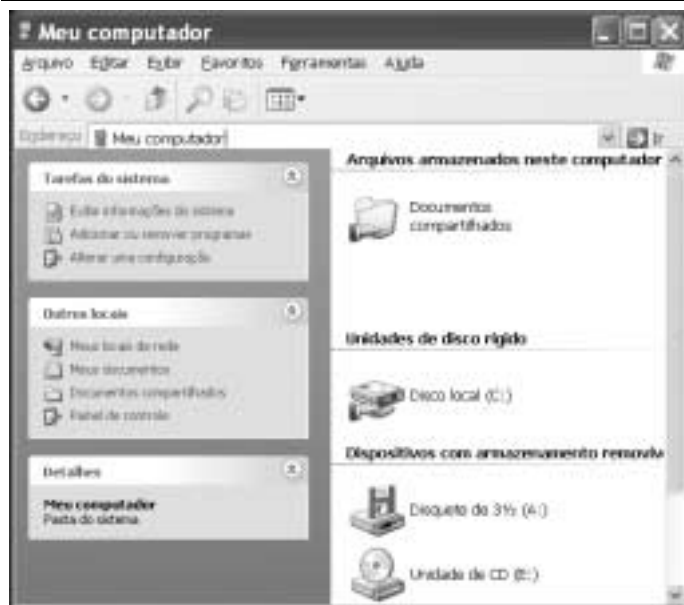 Meu computador
Arquivo Editar Exibir Favoritos Ferramentas Ajuda
Endereço Meu computador Ir
Tarefas do sistema
Exibir informações do sistema
Adicionar ou remover programas
Alterar uma configuração
Outros locais
Meus locais de rede
Meus documentos
Documentos compartilhados
Painel de controle
Detalhes
Meu computador
Pasta do sistema
Arquivos armazenados neste computador
Documentos
compartilhados
Unidades de disco rígido
Disco local (C:)
Dispositivos com armazenamento removíve
Disquete de 3½ (A:)
Unidade de CD (E:)